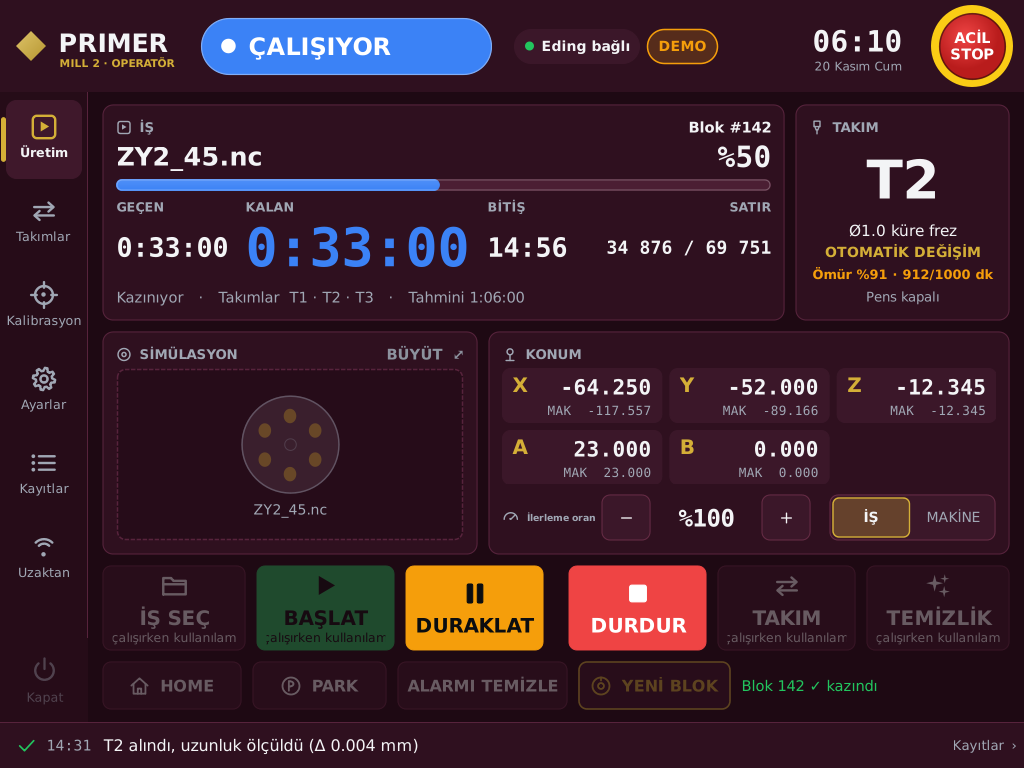 PRIMER
MILL 2 · OPERATÖR
ÇALIŞIYOR
Eding bağlı
DEMO
06:10
20 Kasım Cum
ACİL
STOP
Üretim
Takımlar
Kalibrasyon
Ayarlar
Kayıtlar
Uzaktan
Kapat
İŞ
Blok #142
ZY2_45.nc
%50
GEÇEN
KALAN
BİTİŞ
SATIR
0:33:00
0:33:00
14:56
34 876 / 69 751
Kazınıyor · Takımlar T1 · T2 · T3 · Tahmini 1:06:00
TAKIM
T2
Ø1.0 küre frez
OTOMATİK DEĞİŞİM
Ömür %91 · 912/1000 dk
Pens kapalı
SİMÜLASYON
BÜYÜT ⤢
ZY2_45.nc
KONUM
X -64.250
MAK -117.557
Y -52.000
MAK -89.166
Z -12.345
MAK -12.345
A 23.000
MAK 23.000
B 0.000
MAK 0.000
İlerleme oran
−
%100
+
İŞ
MAKİNE
İŞ SEÇ
çalışırken kullanılam
BAŞLAT
çalışırken kullanılam
DURAKLAT
DURDUR
TAKIM
çalışırken kullanılam
TEMİZLİK
çalışırken kullanılam
HOME
PARK
ALARMI TEMİZLE
YENİ BLOK
Blok 142 ✓ kazındı
14:31 T2 alındı, uzunluk ölçüldü (Δ 0.004 mm)
Kayıtlar ›